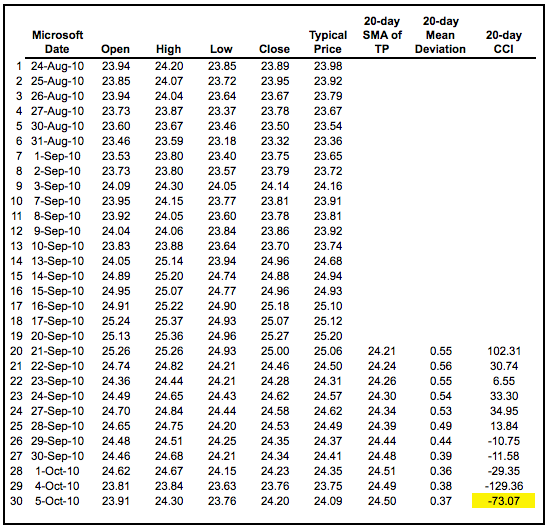 20-day 20-day
Microsoft Typical SMA of Mean 20-day
Date Open High Low Close Price TP Deviation CCI
1 24-Aug-10 23.94 24.20 23.85 23.89 23.98
2 25-Aug-10 23.85 24.07 23.72 23.95 23.92
3 26-Aug-10 23.94 24.04 23.64 23.67 23.79
4 27-Aug-10 23.73 23.87 23.37 23.78 23.67
5 30-Aug-10 23.60 23.67 23.46 23.50 23.54
6 31-Aug-10 23.46 23.59 23.18 23.32 23.36
7 1-Sep-10 23.53 23.80 23.40 23.75 23.65
8 2-Sep-10 23.73 23.80 23.57 23.79 23.72
9 3-Sep-10 24.09 24.30 24.05 24.14 24.16
10 7-Sep-10 23.95 24.15 23.77 23.81 23.91
11 8-Sep-10 23.92 24.05 23.60 23.78 23.81
12 9-Sep-10 24.04 24.06 23.84 23.86 23.92
13 10-Sep-10 23.83 23.88 23.64 23.70 23.74
14 13-Sep-10 24.05 25.14 23.94 24.96 24.68
15 14-Sep-10 24.89 25.20 24.74 24.88 24.94
16 15-Sep-10 24.95 25.07 24.77 24.96 24.93
17 16-Sep-10 24.91 25.22 24.90 25.18 25.10
18 17-Sep-10 25.24 25.37 24.93 25.07 25.12
19 20-Sep-10 25.13 25.36 24.96 25.27 25.20
20 21-Sep-10 25.26 25.26 24.93 25.00 25.06 24.21 0.55 102.31
21 22-Sep-10 24.74 24.82 24.21 24.46 24.50 24.24 0.56 30.74
22 23-Sep-10 24.36 24.44 24.21 24.28 24.31 24.26 0.55 6.55
23 24-Sep-10 24.49 24.65 24.43 24.62 24.57 24.30 0.54 33.30
24 27-Sep-10 24.70 24.84 24.44 24.58 24.62 24.34 0.53 34.95
25 28-Sep-10 24.65 24.75 24.20 24.53 24.49 24.39 0.49 13.84
26 29-Sep-10 24.48 24.51 24.25 24.35 24.37 24.44 0.44 -10.75
27 30-Sep-10 24.46 24.68 24.21 24.34 24.41 24.48 0.39 -11.58
28 1-Oct-10 24.62 24.67 24.15 24.23 24.35 24.51 0.36 -29.35
29 4-Oct-10 23.84 23.84 23.63 23.76 23.75 24.49 0.38 -129.36
30 5-Oct-10 23.91 24.30 23.76 24.20 24.09 24.50 0.37 -73.07